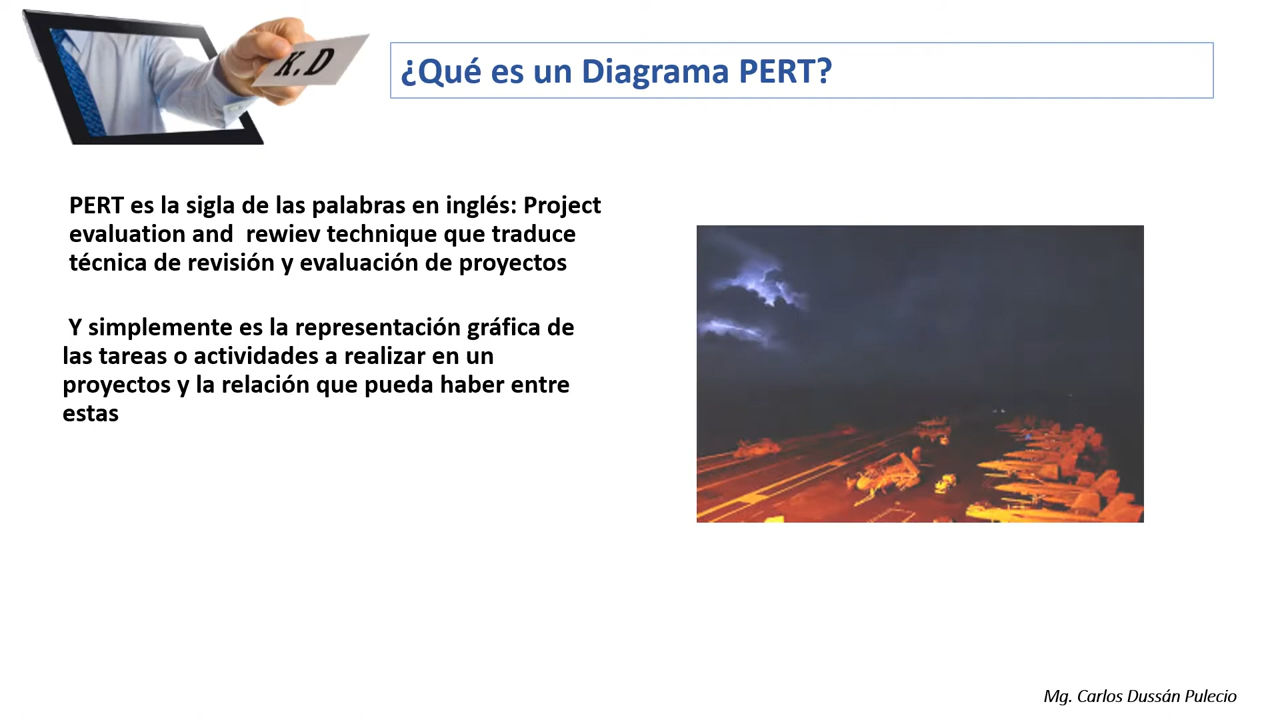 K.D
¿Qué es un Diagrama PERT?
PERT es la sigla de las palabras en inglés: Project
evaluation and  rewiev technique que traduce
técnica de revisión y evaluación de proyectos
Y simplemente es la representación gráfica de
las tareas o actividades a realizar en un
proyectos y la relación que pueda haber entre
estas
Mg. Carlos Dussán Pulecio